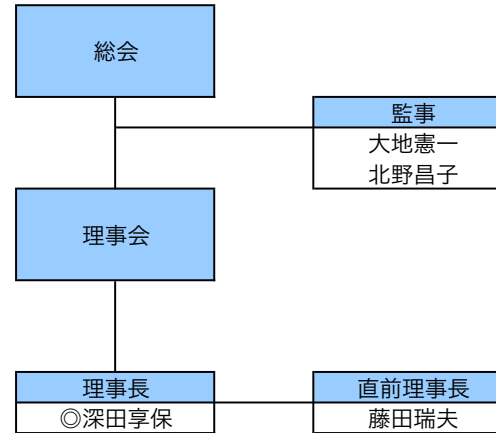 総会
監事
大地憲一
北野昌子
理事会
理事長
直前理事長
◎深田享保
藤田瑞夫